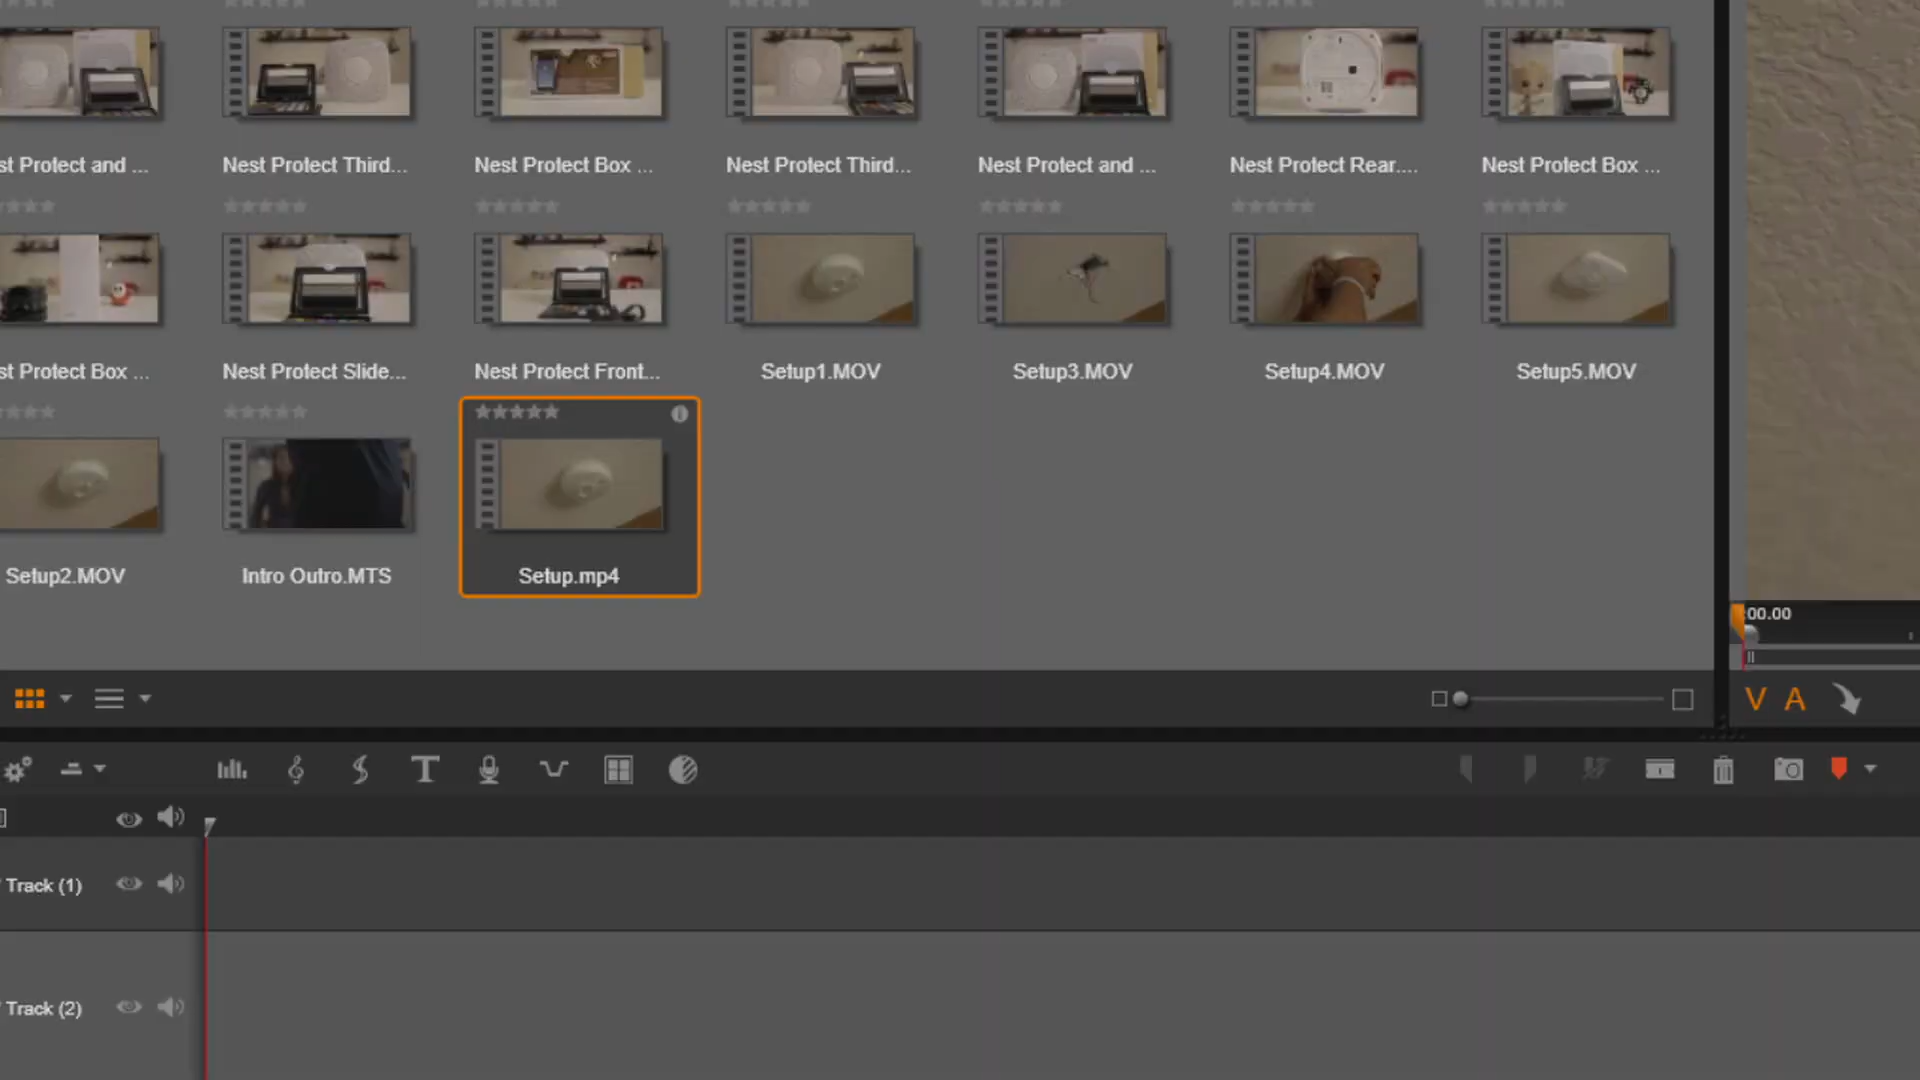 st Protect and ...
Nest Protect Third...
Nest Protect Box ...
Nest Protect Third...
Nest Protect and ...
Nest Protect Rear....
Nest Protect Box ...
st Protect Box ...
Nest Protect Slide...
Nest Protect Front...
Setup1.MOV
Setup3.MOV
Setup4.MOV
Setup5.MOV
Setup2.MOV
Intro Outro.MTS
Setup.mp4
:00.00
V A
Track (1)
Track (2)